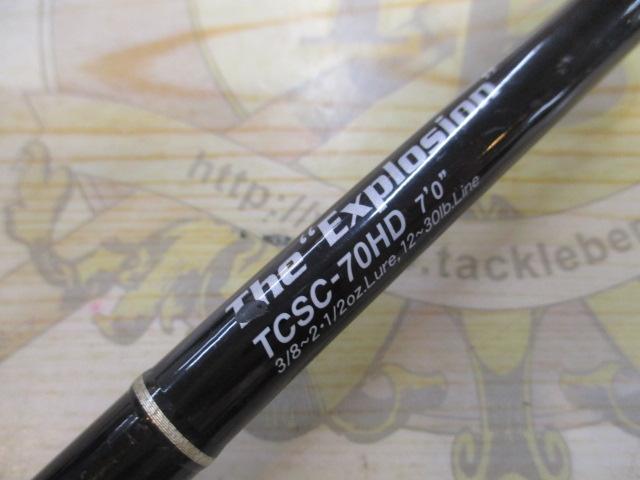 The "Explosion"
TCSC-70HD 7'0"
3/8~2·1/2oz.Lure, 12~30lb.Line
http://
.tacklebe